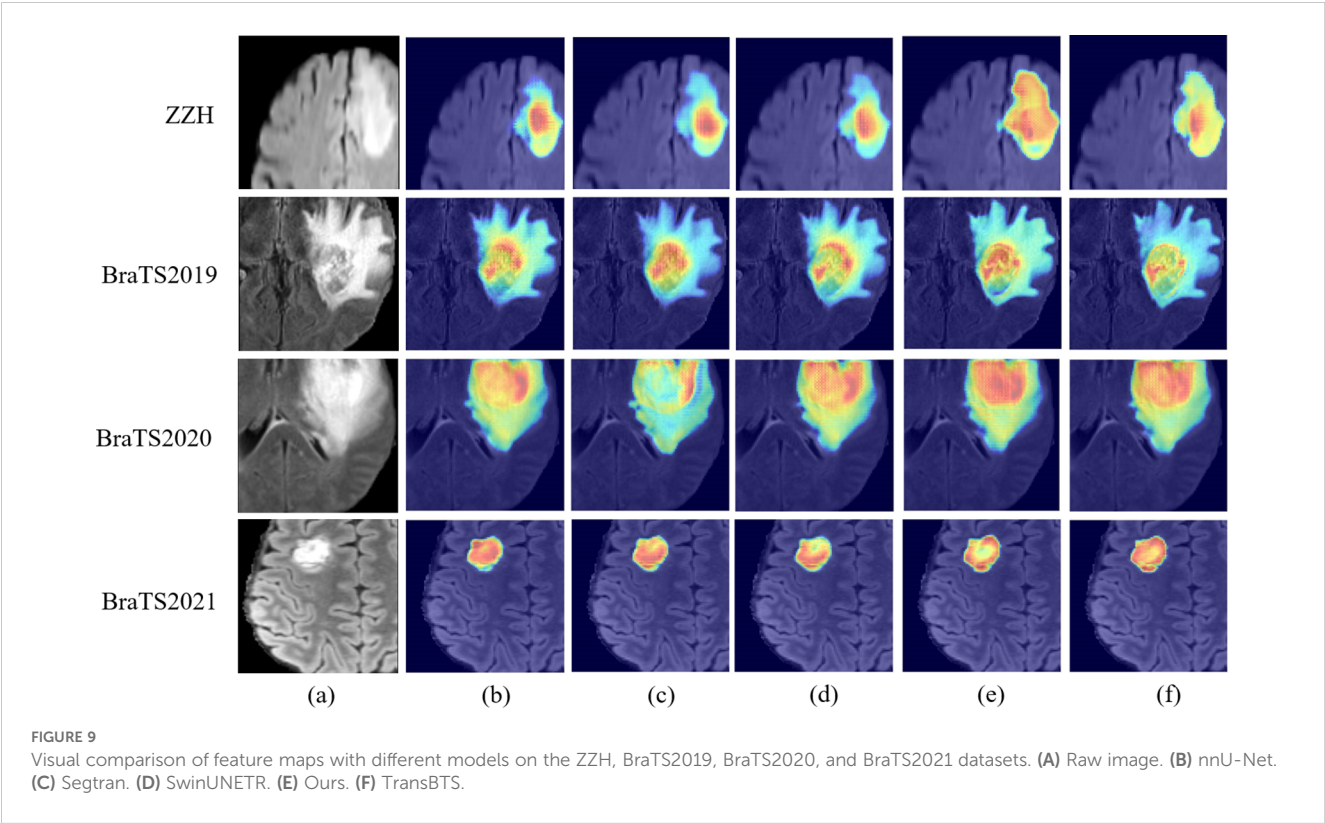 ZZH
BraTS2019
BraTS2020
BraTS2021
(a) (b) (c) (d) (e) (f)
FIGURE 9
Visual comparison of feature maps with different models on the ZZH, BraTS2019, BraTS2020, and BraTS2021 datasets. (A) Raw image. (B) nnU-Net.
(C) Segtran. (D) SwinUNETR. (E) Ours. (F) TransBTS.